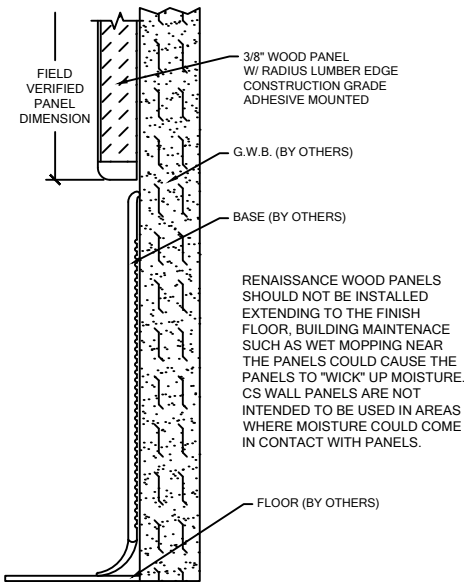 FIELD
VERIFIED
PANEL
DIMENSION
3/8" WOOD PANEL
W/ RADIUS LUMBER EDGE
CONSTRUCTION GRADE
ADHESIVE MOUNTED
G.W.B. (BY OTHERS)
BASE (BY OTHERS)
RENAISSANCE WOOD PANELS
SHOULD NOT BE INSTALLED
EXTENDING TO THE FINISH
FLOOR, BUILDING MAINTENACE
SUCH AS WET MOPPING NEAR
THE PANELS COULD CAUSE THE
PANELS TO "WICK" UP MOISTURE.
CS WALL PANELS ARE NOT
INTENDED TO BE USED IN AREAS
WHERE MOISTURE COULD COME
IN CONTACT WITH PANELS.
FLOOR (BY OTHERS)